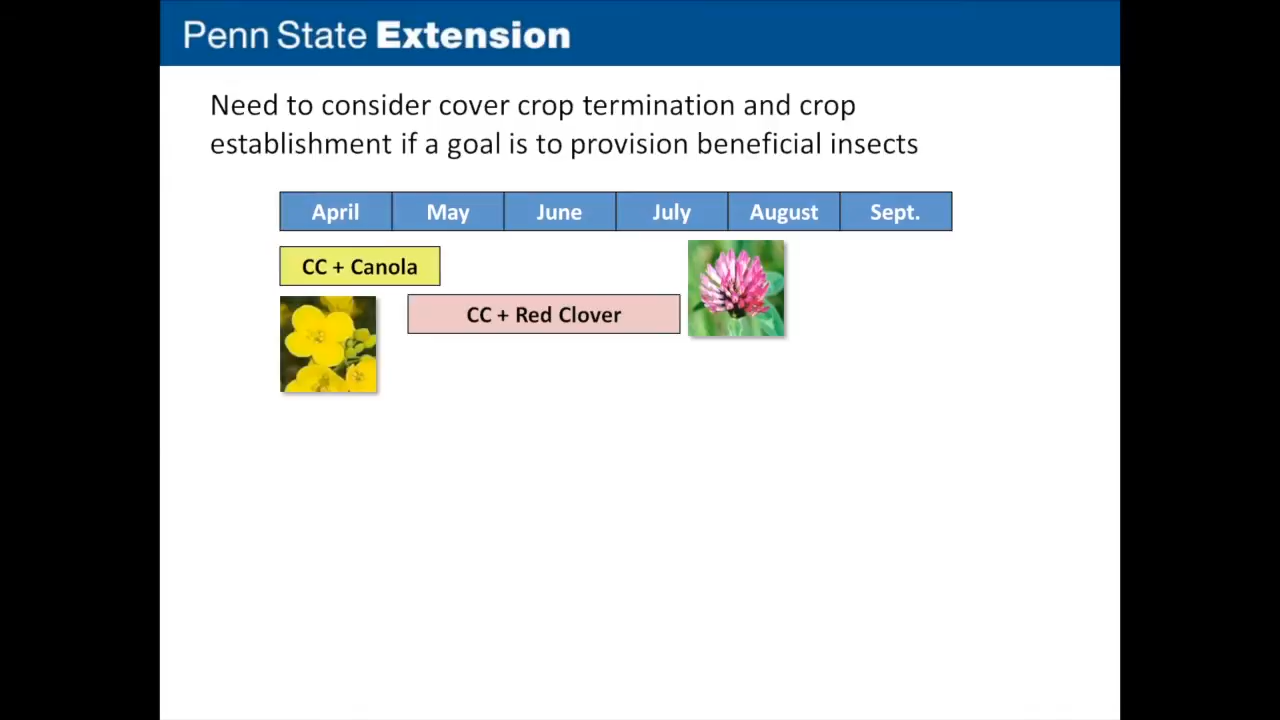 Penn State Extension
Need to consider cover crop termination and crop
establishment if a goal is to provision beneficial insects
April May June July August Sept.
CC + Canola
CC + Red Clover